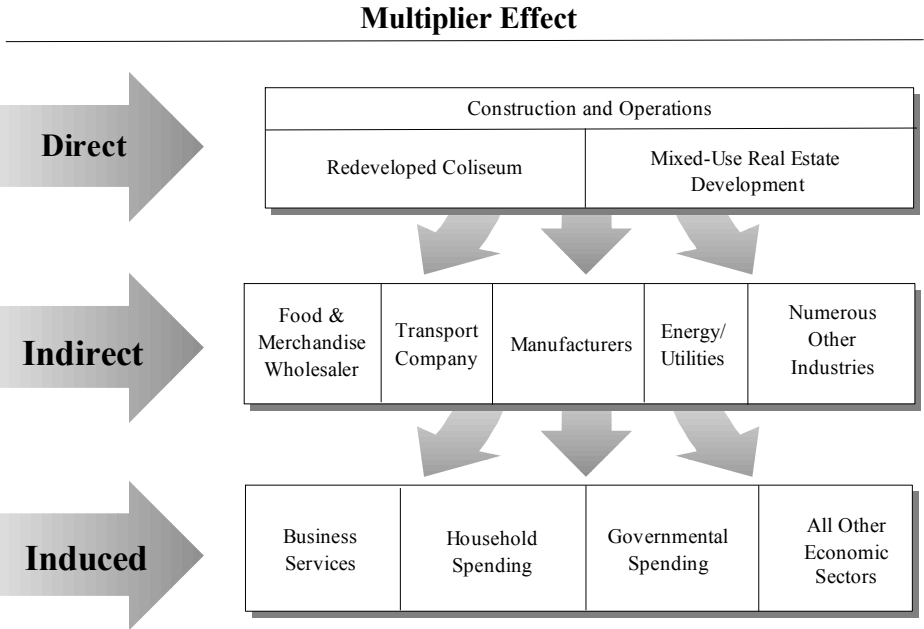 Multiplier Effect
Direct
Construction and Operations
Redeveloped Coliseum
Mixed-Use Real Estate
Development
Indirect
Food &
Merchandise
Wholesaler
Transport
Company
Manufacturers
Energy/
Utilities
Numerous
Other
Industries
Induced
Business
Services
Household
Spending
Governmental
Spending
All Other
Economic
Sectors